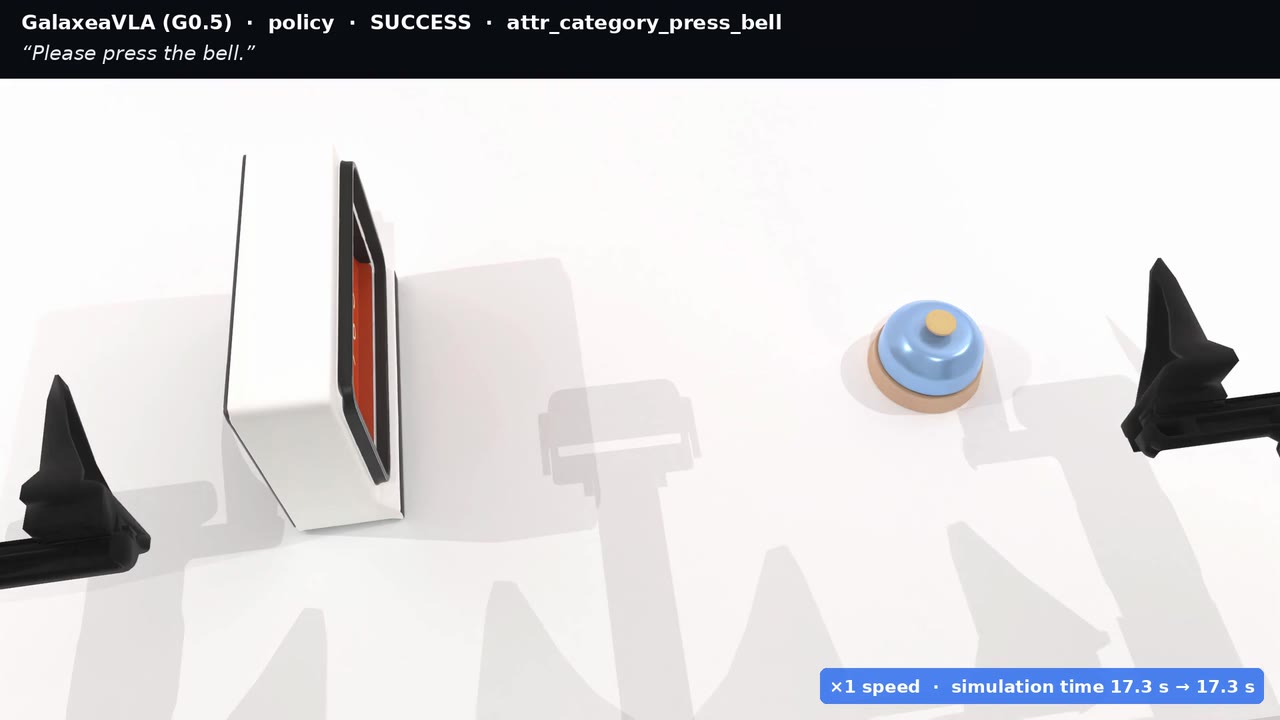 GalaxeaVLA (G0.5) · policy · SUCCESS · attr_category_press_bell
“Please press the bell.”
×1 speed · simulation time 17.3 s → 17.3 s